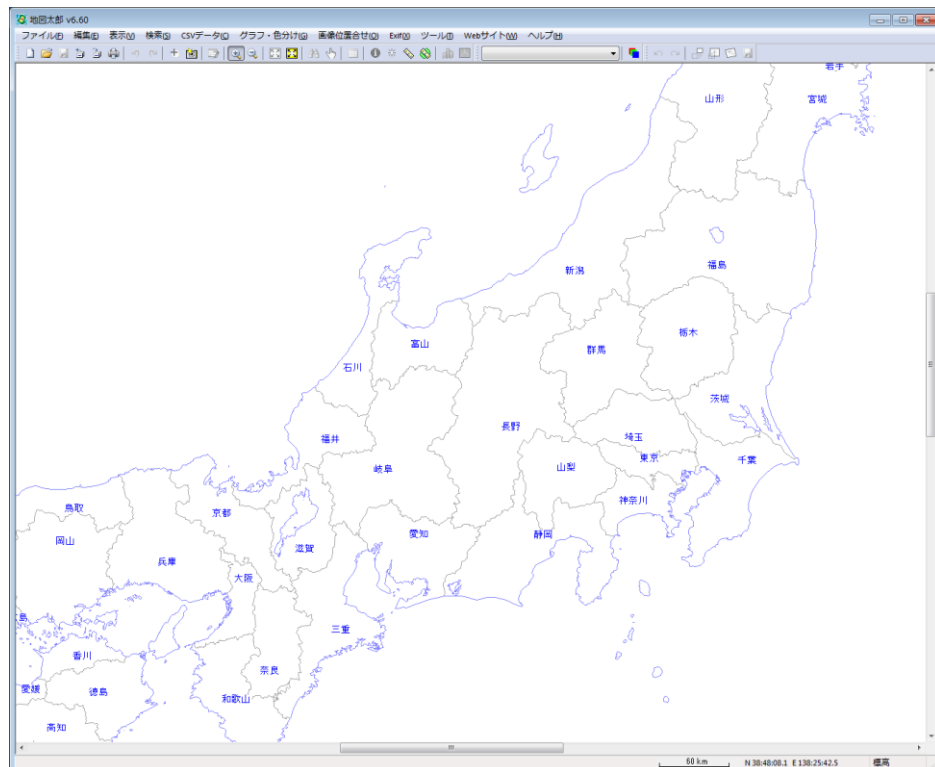 地図太郎 v6.60
ファイル(F) 編集(E) 表示(V) 検索(S) CSVデータ(C) グラフ・色分け(G) 画像位置合せ(O) Exif(X) ツール(T) Webサイト(W) ヘルプ(H)
岩手
山形 宮城
福島
新潟
栃木
富山 群馬
石川
茨城
長野
福井 埼玉
岐阜 山梨 東京 千葉
神奈川
鳥取 京都
愛知 静岡
岡山 滋賀
兵庫
大阪
広島
三重
香川
奈良
愛媛 徳島
和歌山
高知
60 km N 38:48:08.1 E 138:25:42.5 標高